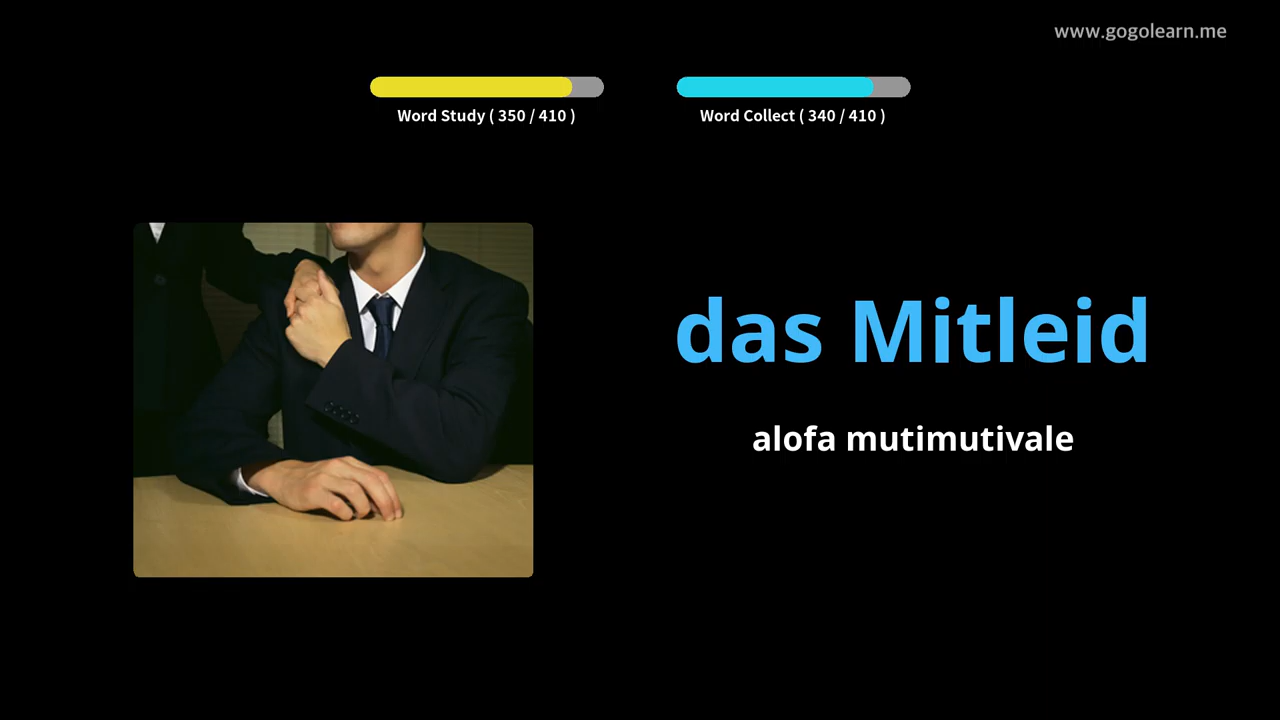 www.gogolearn.me
Word Study ( 350 / 410 )
Word Collect ( 340 / 410 )
das Mitleid
alofa mutimutivale